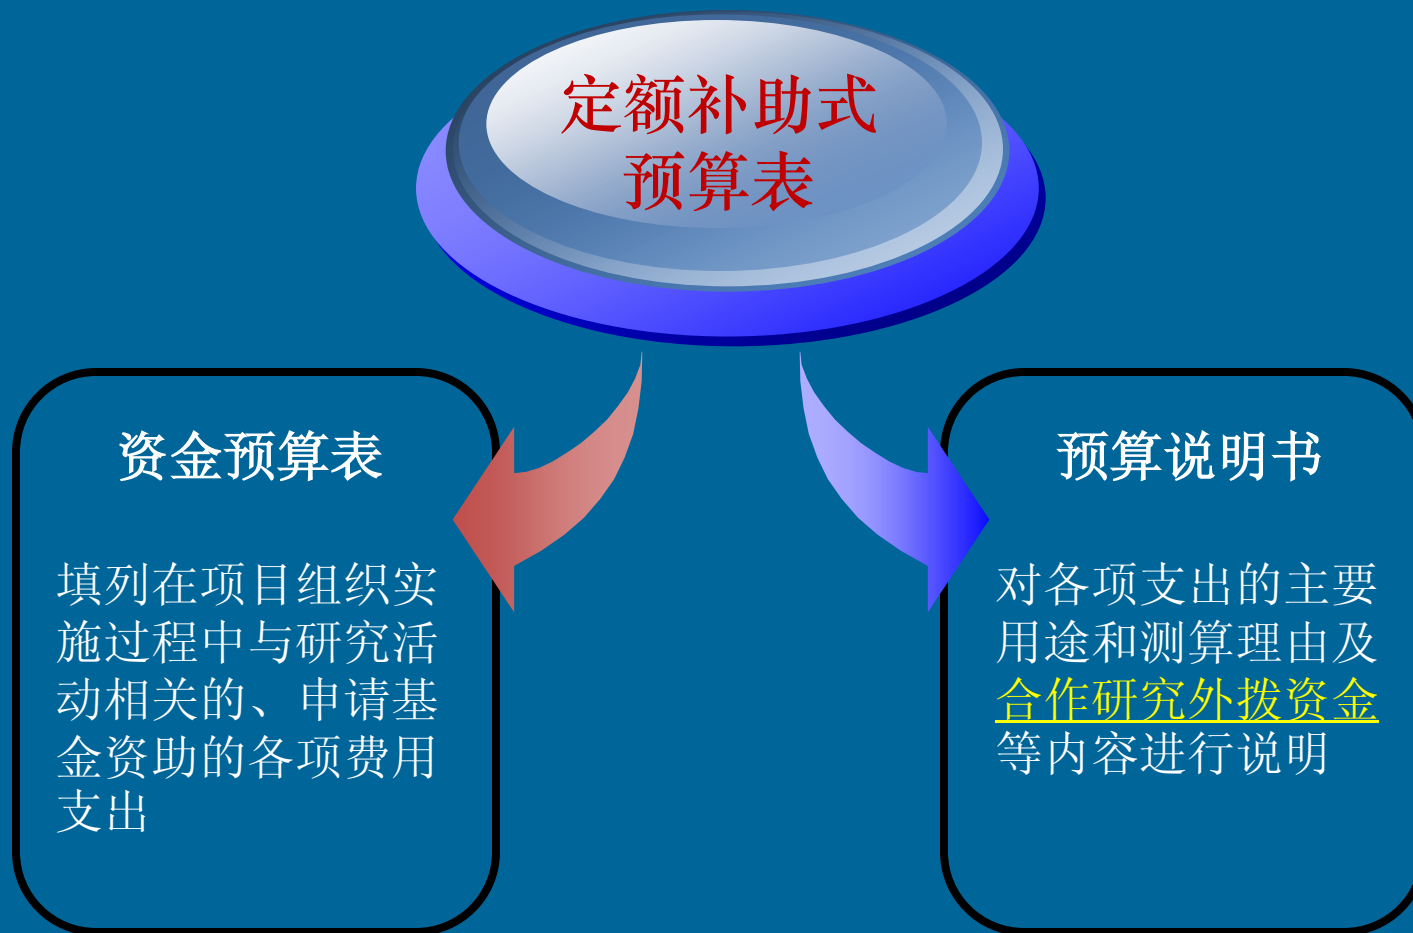 定额补助式
预算表
资金预算表
填列在项目组织实
施过程中与研究活
动相关的、申请基
金资助的各项费用
支出
预算说明书
对各项支出的主要
用途和测算理由及
合作研究外拨资金
等内容进行说明